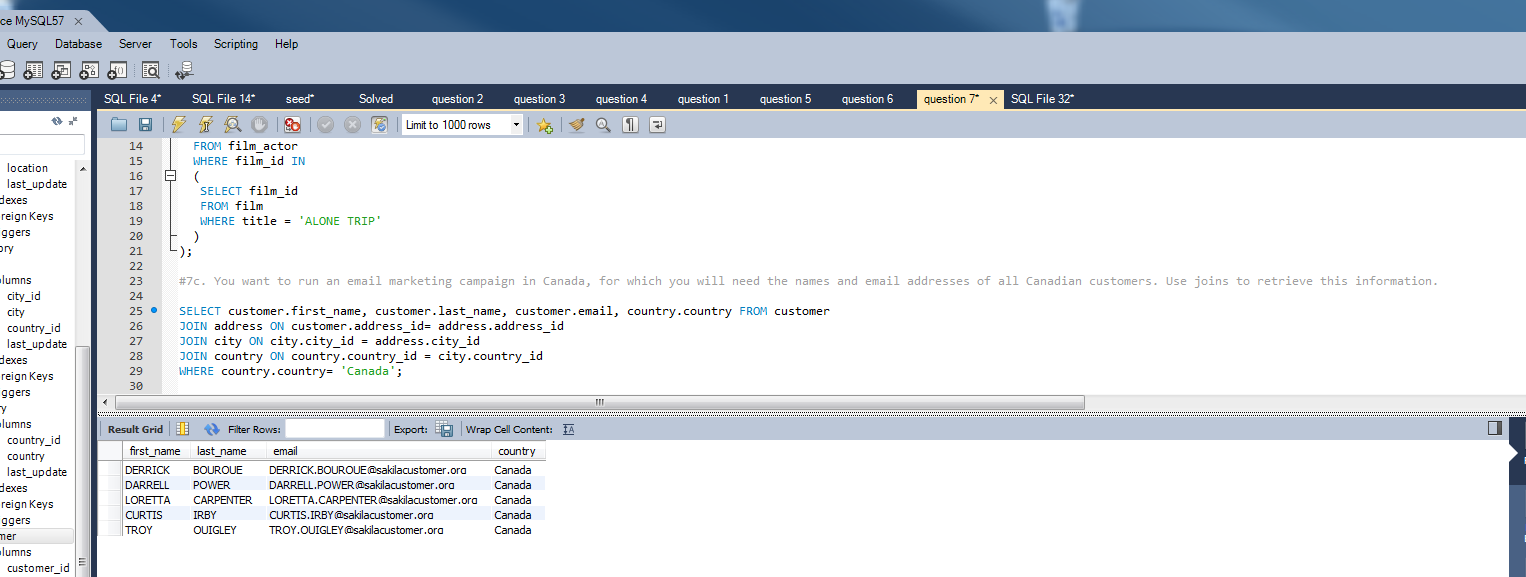 ce MySQL57
Query Database Server Tools Scripting Help
SQL File 4* SQL File 14* seed* Solved question 2 question 3 question 4 question 1 question 5 question 6 question 7* SQL File 32*
Limit to 1000 rows
location
last_update
dexes
reign Keys
ggers
ory
olumns
city_id
city
country_id
last_update
dexes
reign Keys
ggers
ry
olumns
country_id
country
last_update
dexes
reign Keys
ggers
mer
olumns
customer_id
14 FROM film_actor
15 WHERE film_id IN
16 (
17 SELECT film_id
18 FROM film
19 WHERE title = 'ALONE TRIP'
20 )
21 );
22
23 #7c. You want to run an email marketing campaign in Canada, for which you will need the names and email addresses of all Canadian customers. Use joins to retrieve this information.
24
25 SELECT customer.first_name, customer.last_name, customer.email, country.country FROM customer
26 JOIN address ON customer.address_id= address.address_id
27 JOIN city ON city.city_id = address.city_id
28 JOIN country ON country.country_id = city.country_id
29 WHERE country.country= 'Canada';
30
Result Grid Filter Rows: Export: Wrap Cell Content:
first_name last_name email country
DERRICK BOURQUE DERRICK.BOURQUE@sakilacustomer.org Canada
DARRELL POWER DARRELL.POWER@sakilacustomer.org Canada
LORETTA CARPENTER LORETTA.CARPENTER@sakilacustomer.org Canada
CURTIS IRBY CURTIS.IRBY@sakilacustomer.org Canada
TROY QUIGLEY TROY.QUIGLEY@sakilacustomer.org Canada